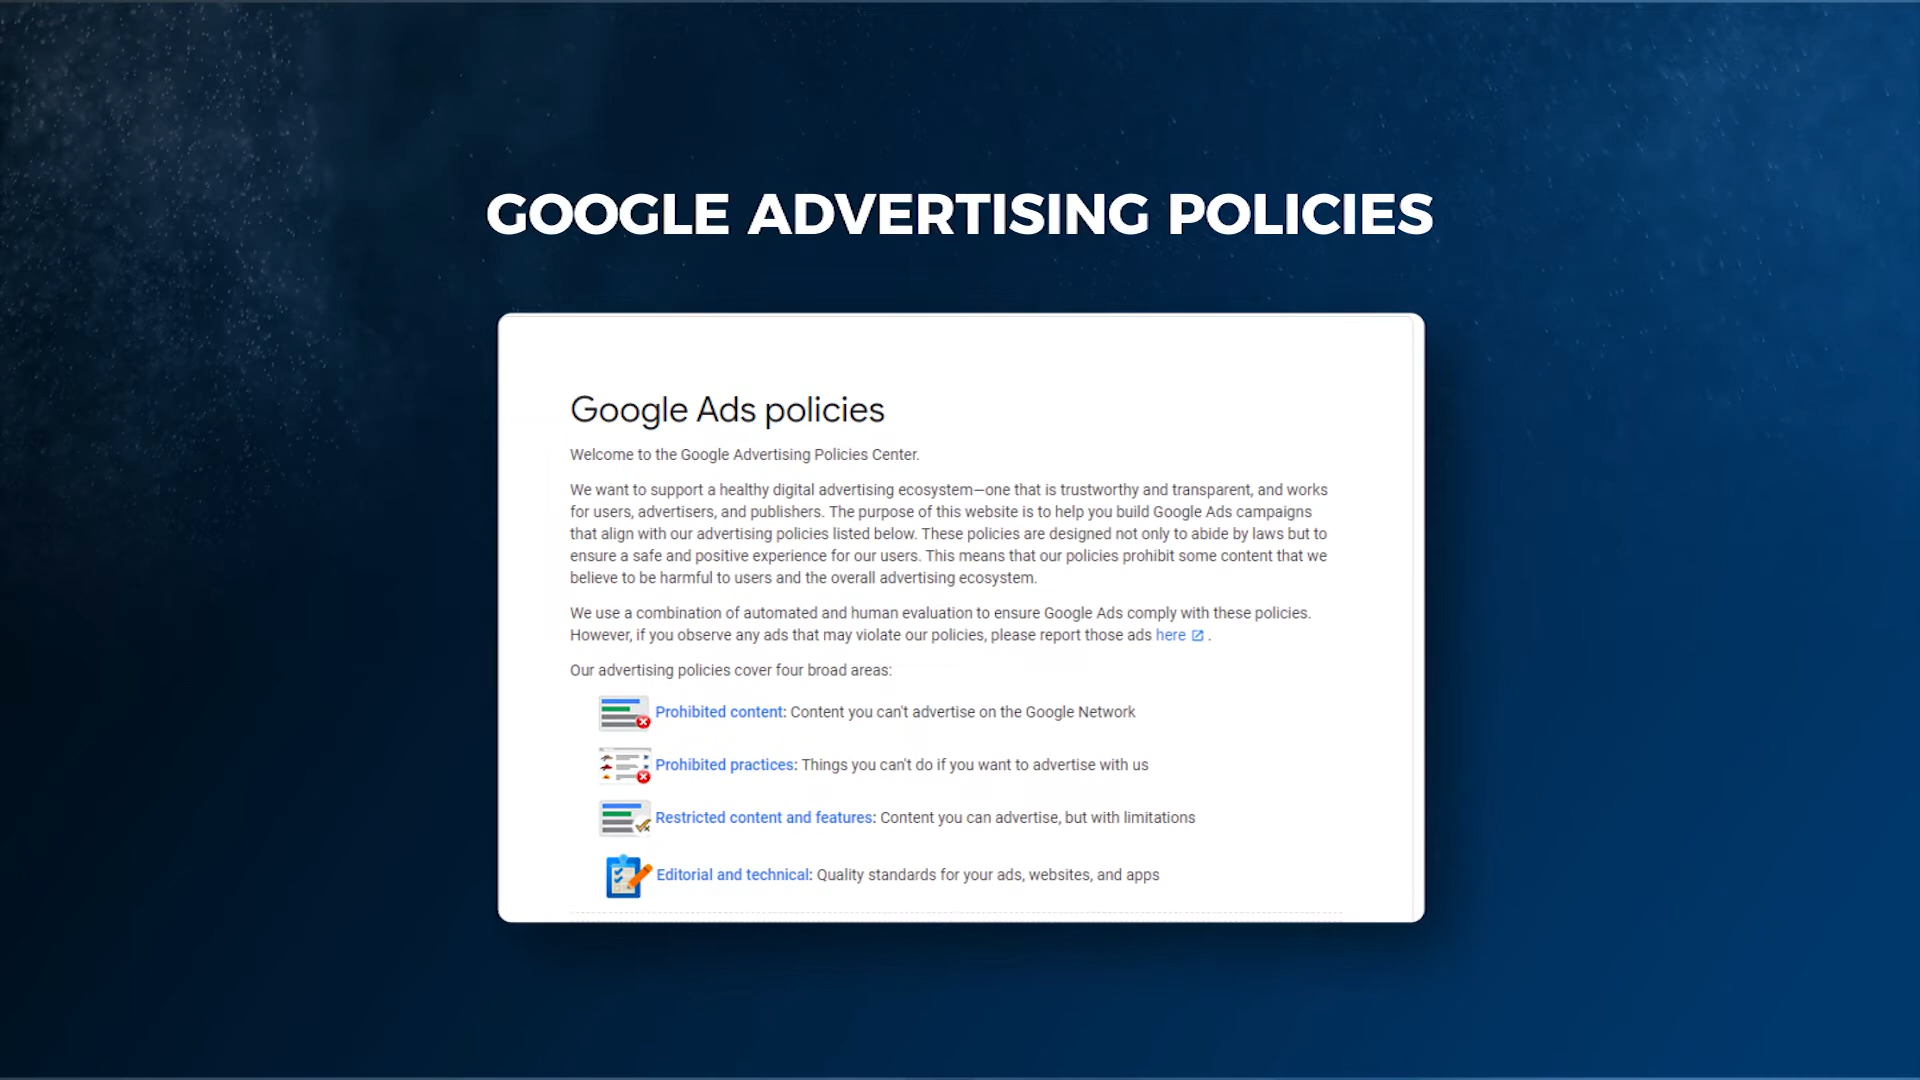 GOOGLE ADVERTISING POLICIES
Google Ads policies
Welcome to the Google Advertising Policies Center.
We want to support a healthy digital advertising ecosystem—one that is trustworthy and transparent, and works
for users, advertisers, and publishers. The purpose of this website is to help you build Google Ads campaigns
that align with our advertising policies listed below. These policies are designed not only to abide by laws but to
ensure a safe and positive experience for our users. This means that our policies prohibit some content that we
believe to be harmful to users and the overall advertising ecosystem.
We use a combination of automated and human evaluation to ensure Google Ads comply with these policies.
However, if you observe any ads that may violate our policies, please report those ads here .
Our advertising policies cover four broad areas:
Prohibited content: Content you can't advertise on the Google Network
Prohibited practices: Things you can't do if you want to advertise with us
Restricted content and features: Content you can advertise, but with limitations
Editorial and technical: Quality standards for your ads, websites, and apps